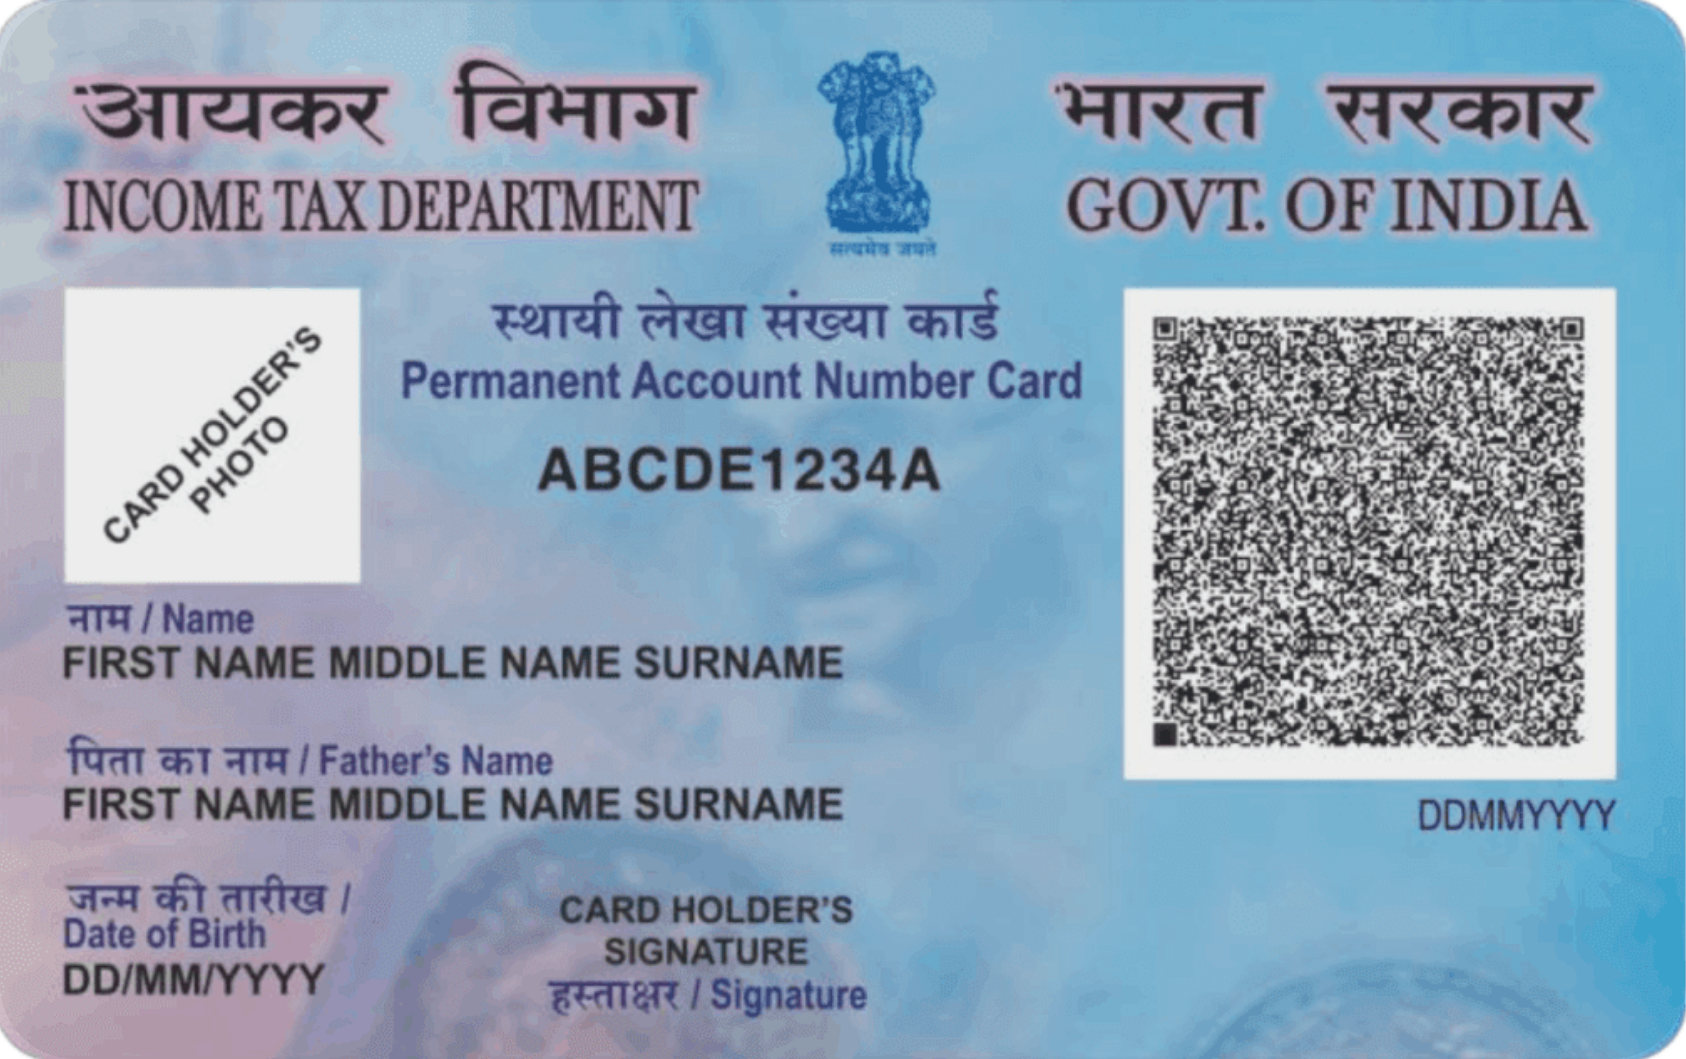 आयकर विभाग
INCOME TAX DEPARTMENT
सत्यमेव जयते
भारत सरकार
GOVT. OF INDIA
CARD HOLDER'S
PHOTO
स्थायी लेखा संख्या कार्ड
Permanent Account Number Card
ABCDE1234A
नाम / Name
FIRST NAME MIDDLE NAME SURNAME
पिता का नाम / Father's Name
FIRST NAME MIDDLE NAME SURNAME
जन्म की तारीख /
Date of Birth
DD/MM/YYYY
CARD HOLDER'S
SIGNATURE
हस्ताक्षर / Signature
DDMMYYYY